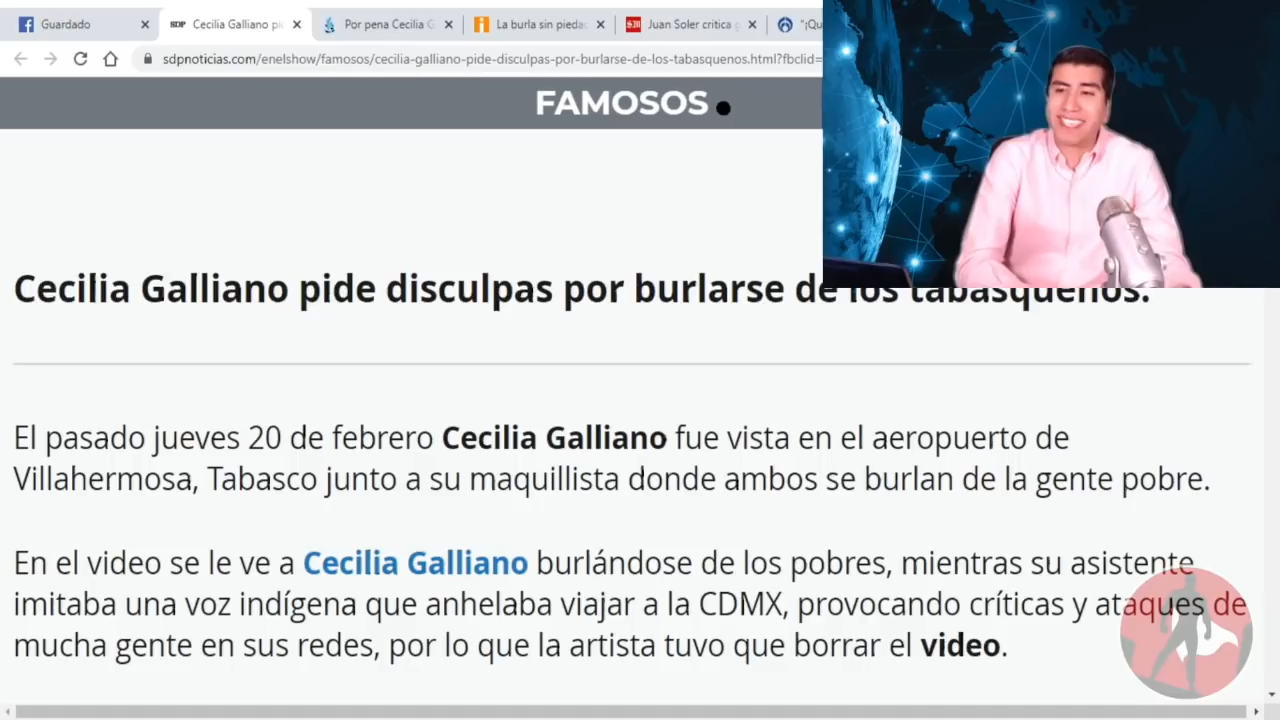 Guardado
SDP Cecilia Galliano pi
Por pena Cecilia G
La burla sin pieda
SM Juan Soler critica
"¡Qu
sdpnoticias.com/enelshow/famosos/cecilia-galliano-pide-disculpas-por-burlarse-de-los-tabasquenos.html?fbclid=
FAMOSOS
Cecilia Galliano pide disculpas por burlarse de los tabasqueños.
El pasado jueves 20 de febrero Cecilia Galliano fue vista en el aeropuerto de
Villahermosa, Tabasco junto a su maquillista donde ambos se burlan de la gente pobre.
En el video se le ve a Cecilia Galliano burlándose de los pobres, mientras su asistente
imitaba una voz indígena que anhelaba viajar a la CDMX, provocando críticas y ataques de
mucha gente en sus redes, por lo que la artista tuvo que borrar el video.